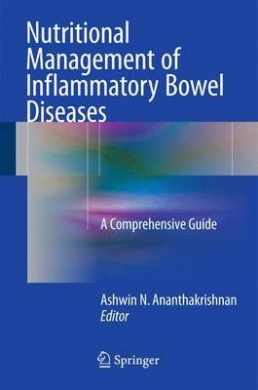 Nutritional
Management of
Inflammatory Bowel
Diseases
A Comprehensive Guide
Ashwin N. Ananthakrishnan
Editor
Springer